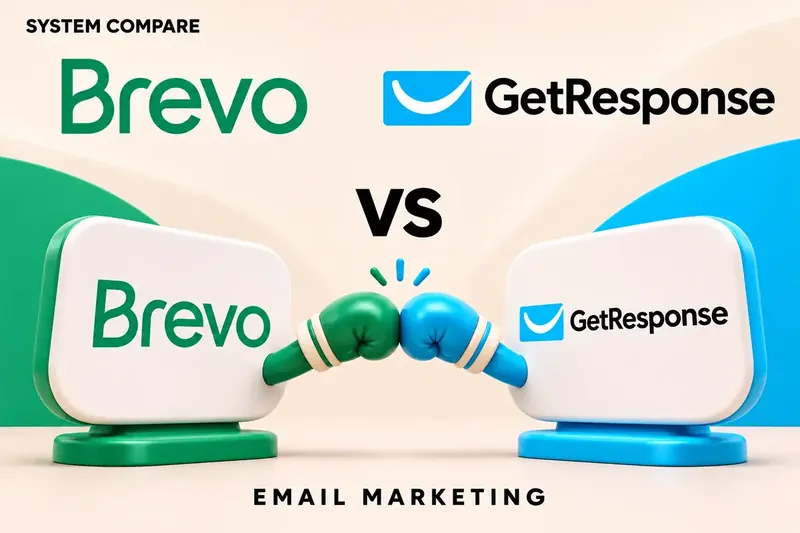 SYSTEM COMPARE
Brevo
GetResponse
VS
Brevo
GetResponse
EMAIL MARKETING